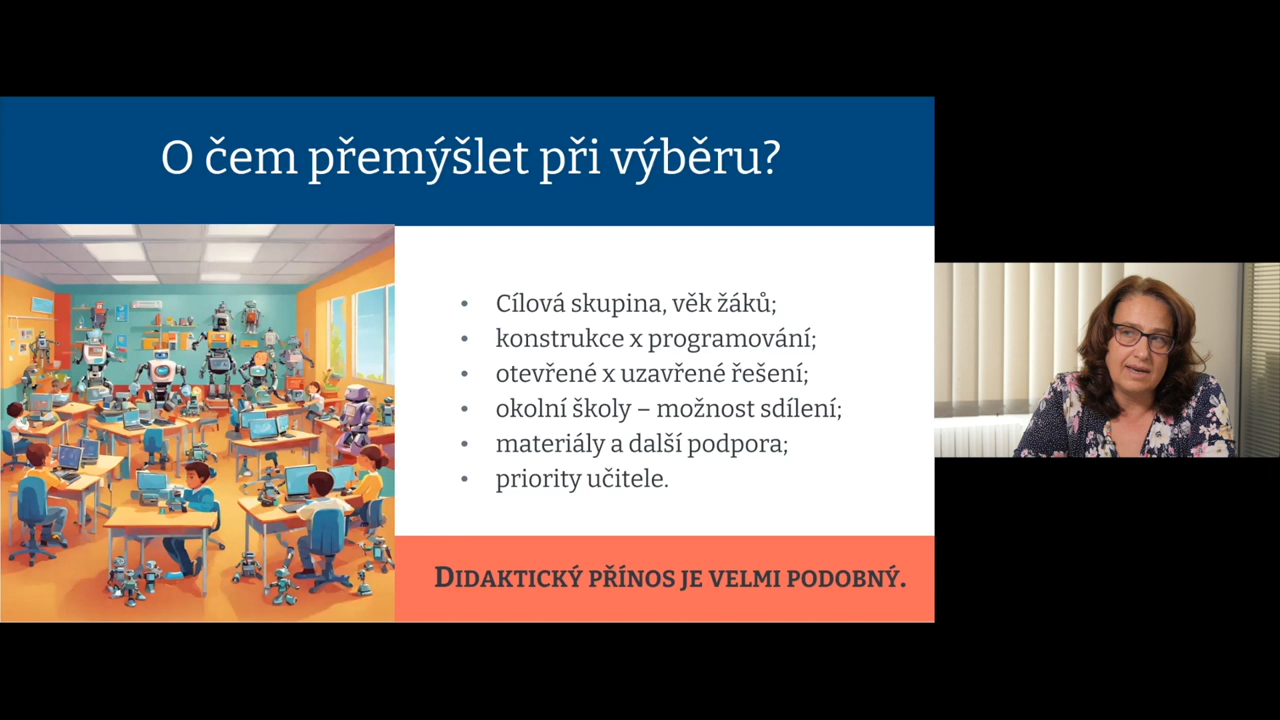 O čem přemýšlet při výběru?
• Cílová skupina, věk žáků;
• konstrukce x programování;
• otevřené x uzavřené řešení;
• okolní školy – možnost sdílení;
• materiály a další podpora;
• priority učitele.
DIDAKTICKÝ PŘÍNOS JE VELMI PODOBNÝ.